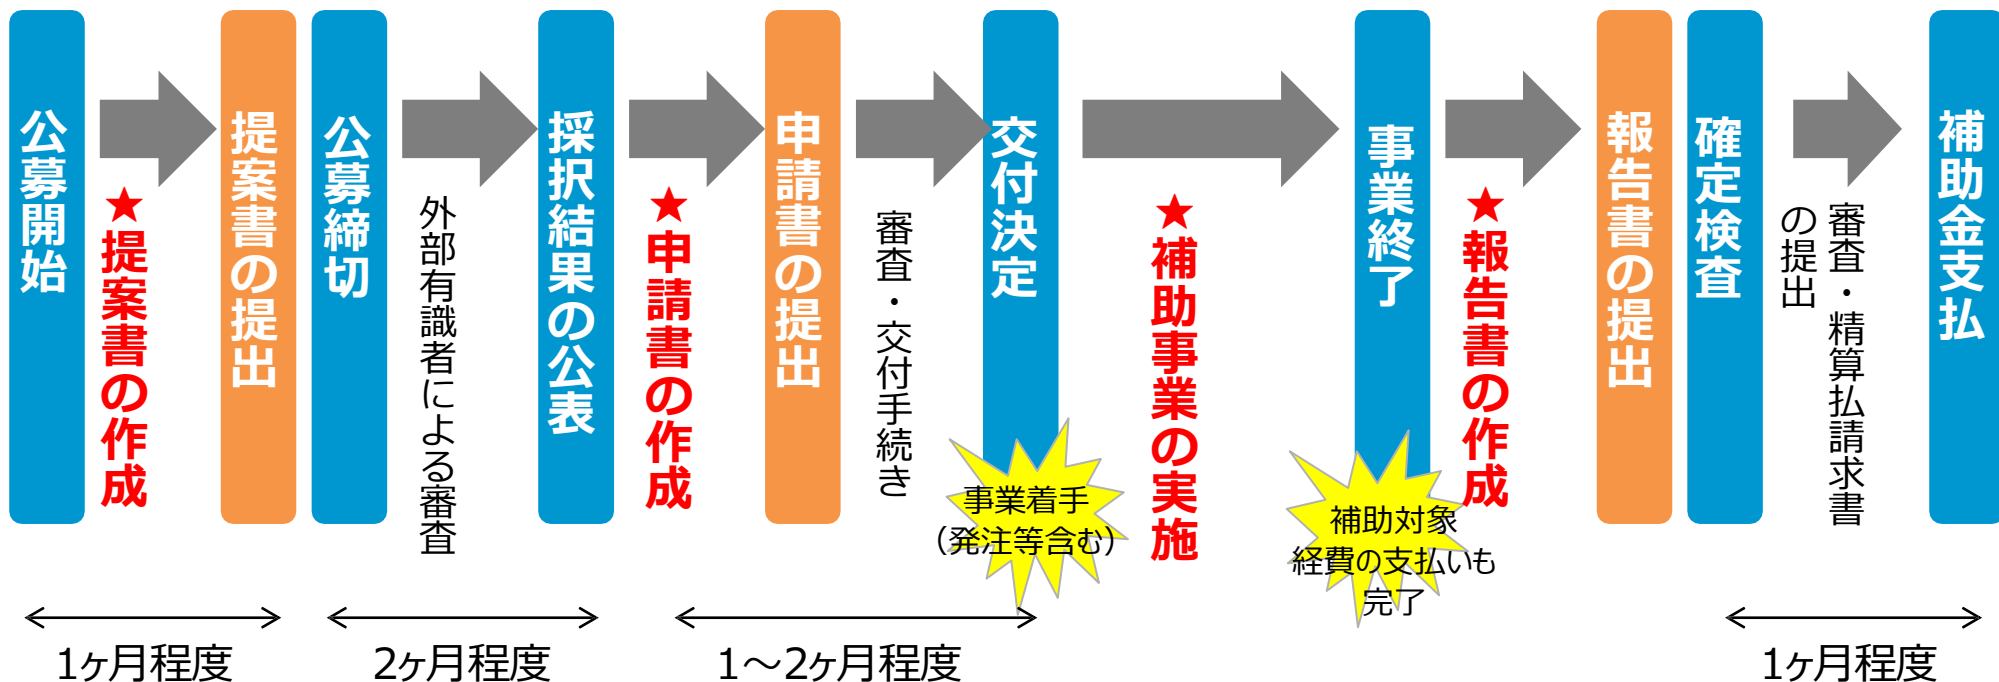 公募開始
★提案書の作成
提案書の提出
公募締切
外部有識者による審査
採択結果の公表
★申請書の作成
申請書の提出
審査・交付手続き
交付決定
事業着手
（発注等含む）
★補助事業の実施
事業終了
補助対象
経費の支払いも
完了
★報告書の作成
報告書の提出
確定検査
審査・精算払請求書
の提出
補助金支払
1ヶ月程度
2ヶ月程度
1～2ヶ月程度
1ヶ月程度